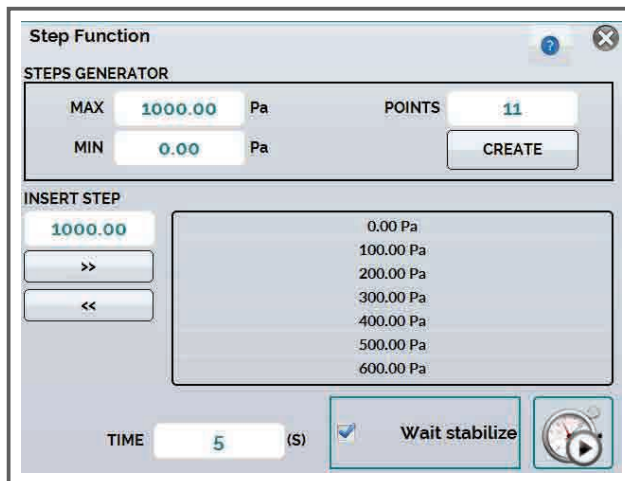 Step Function
?
STEPS GENERATOR
MAX 1000.00 Pa POINTS 11
MIN 0.00 Pa CREATE
INSERT STEP
1000.00
>>
<<
0.00 Pa
100.00 Pa
200.00 Pa
300.00 Pa
400.00 Pa
500.00 Pa
600.00 Pa
TIME 5 (S) Wait stabilize